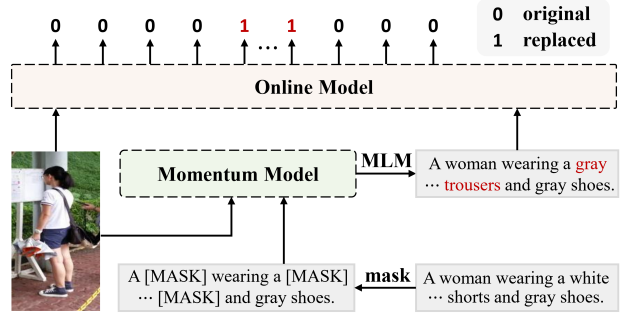 0 0 0 0 1 ... 1 0 0 0
0 original
1 replaced
Online Model
Momentum Model
MLM
A woman wearing a gray
... trousers and gray shoes.
A [MASK] wearing a [MASK]
... [MASK] and gray shoes.
mask
A woman wearing a white
... shorts and gray shoes.